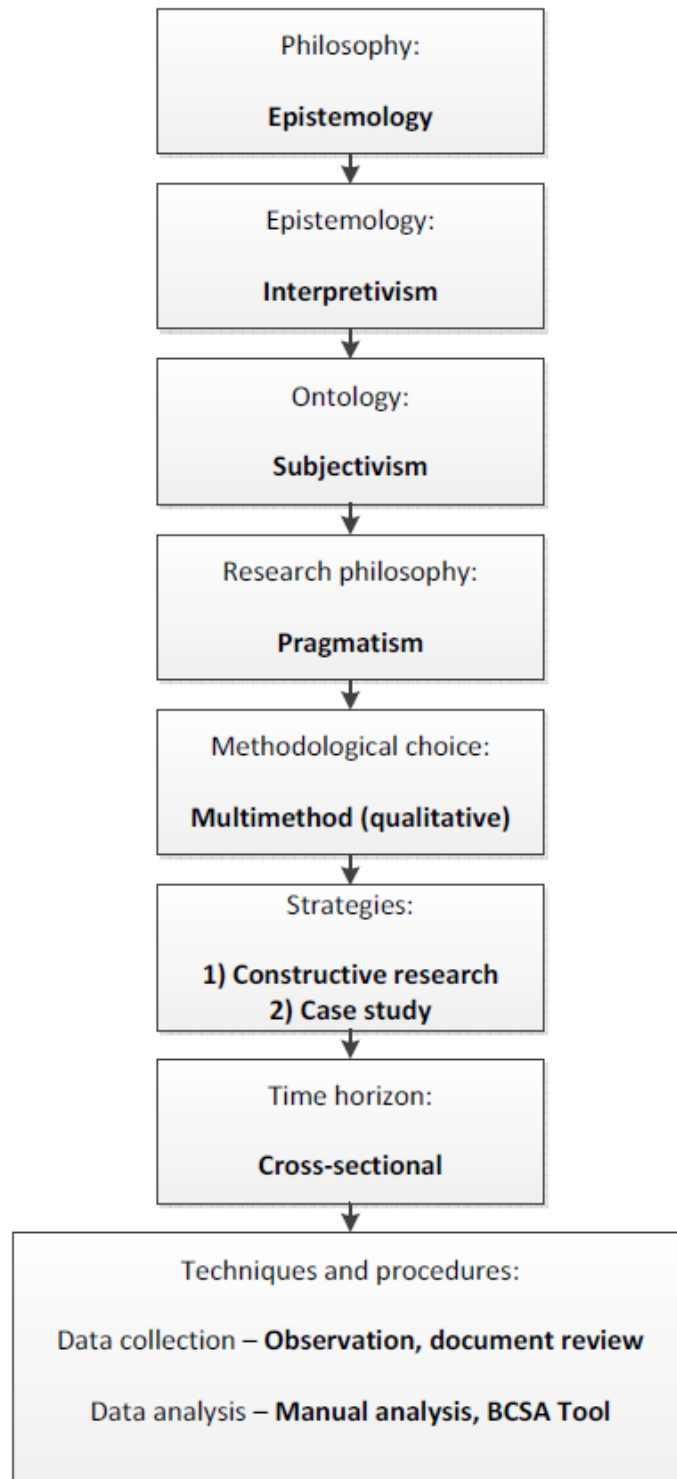 Philosophy:
Epistemology
Epistemology:
Interpretivism
Ontology:
Subjectivism
Research philosophy:
Pragmatism
Methodological choice:
Multimethod (qualitative)
Strategies:
1) Constructive research
2) Case study
Time horizon:
Cross-sectional
Techniques and procedures:
Data collection – Observation, document review
Data analysis – Manual analysis, BCSA Tool